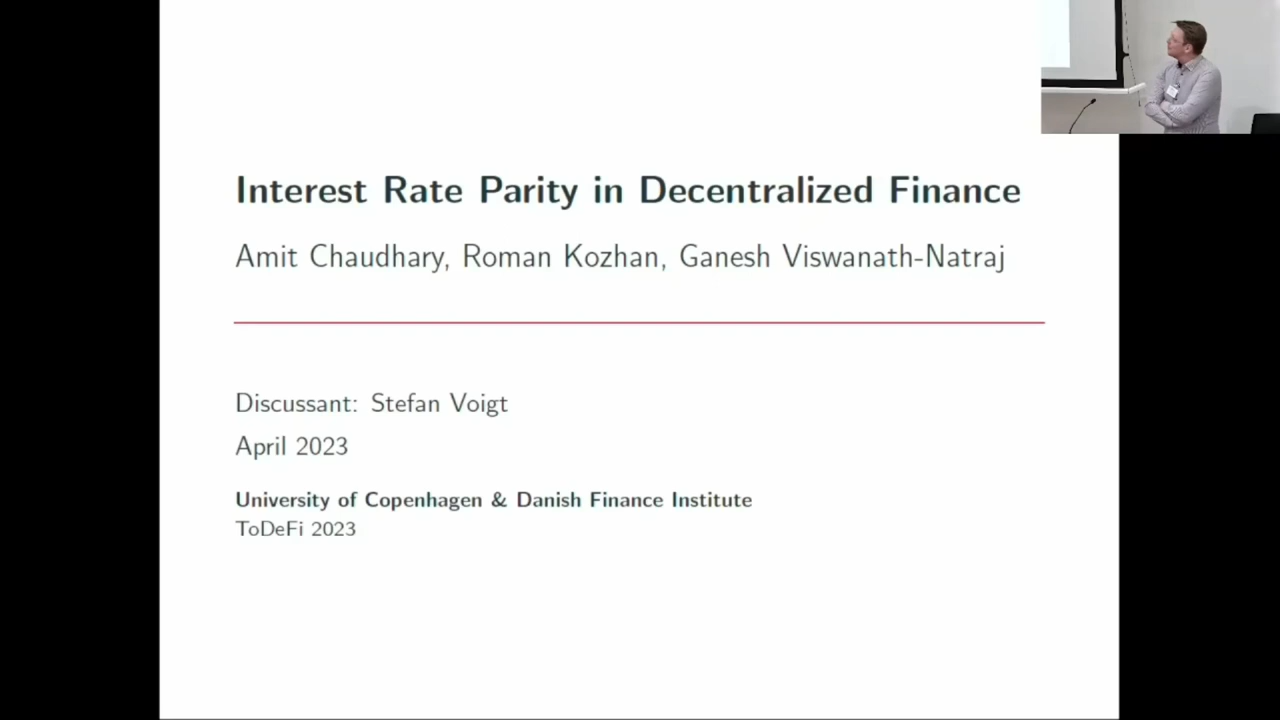 Interest Rate Parity in Decentralized Finance
Amit Chaudhary, Roman Kozhan, Ganesh Viswanath-Natraj
Discussant: Stefan Voigt
April 2023
University of Copenhagen & Danish Finance Institute
ToDeFi 2023